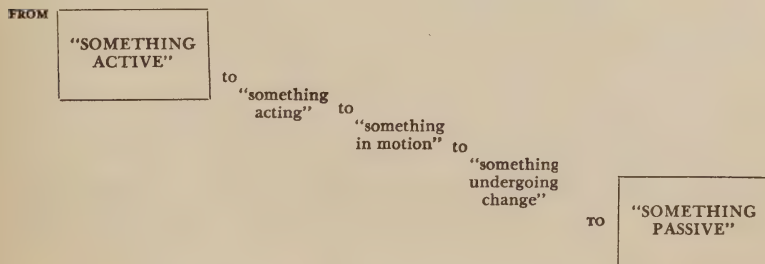 FROM
“SOMETHING
ACTIVE”
to
“something
acting”
to
“something
in motion”
to
“something
undergoing
change”
TO
“SOMETHING
PASSIVE”